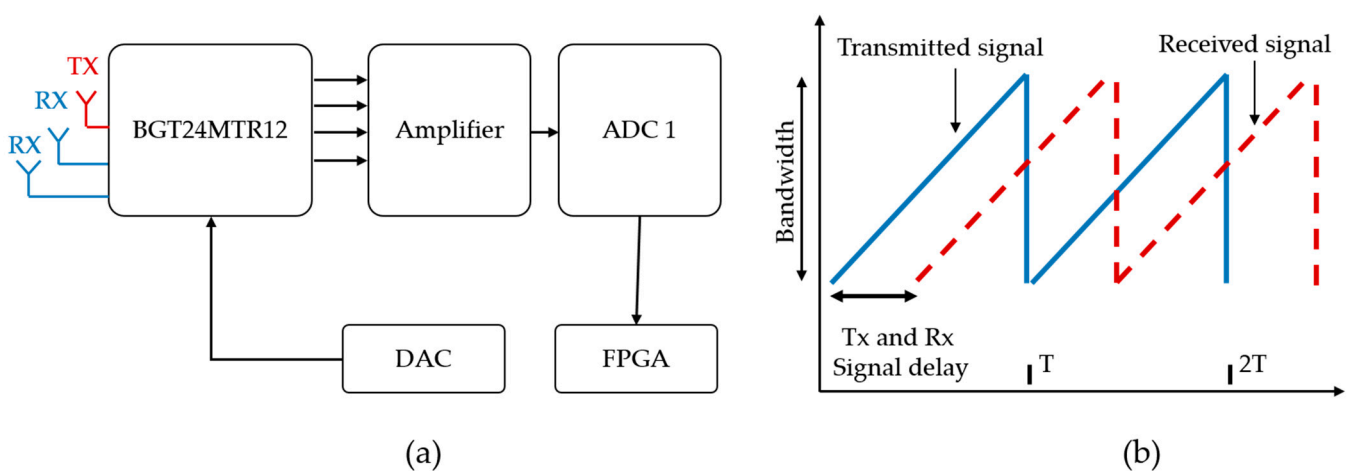 TX
RX
RX
BGT24MTR12
Amplifier
ADC 1
DAC
FPGA
(a)
Transmitted signal
Received signal
Bandwidth
Tx and Rx
Signal delay
T
2T
(b)